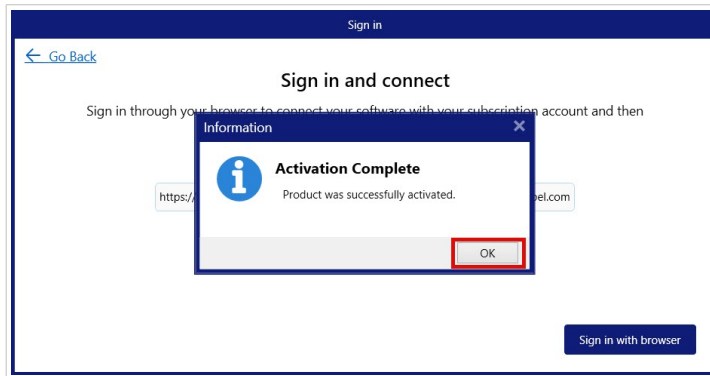 Sign in
← Go Back
Sign in and connect
Sign in through your browser to connect your software with your subscription account and then
Information
Activation Complete
Product was successfully activated.
https:/
el.com
OK
Sign in with browser